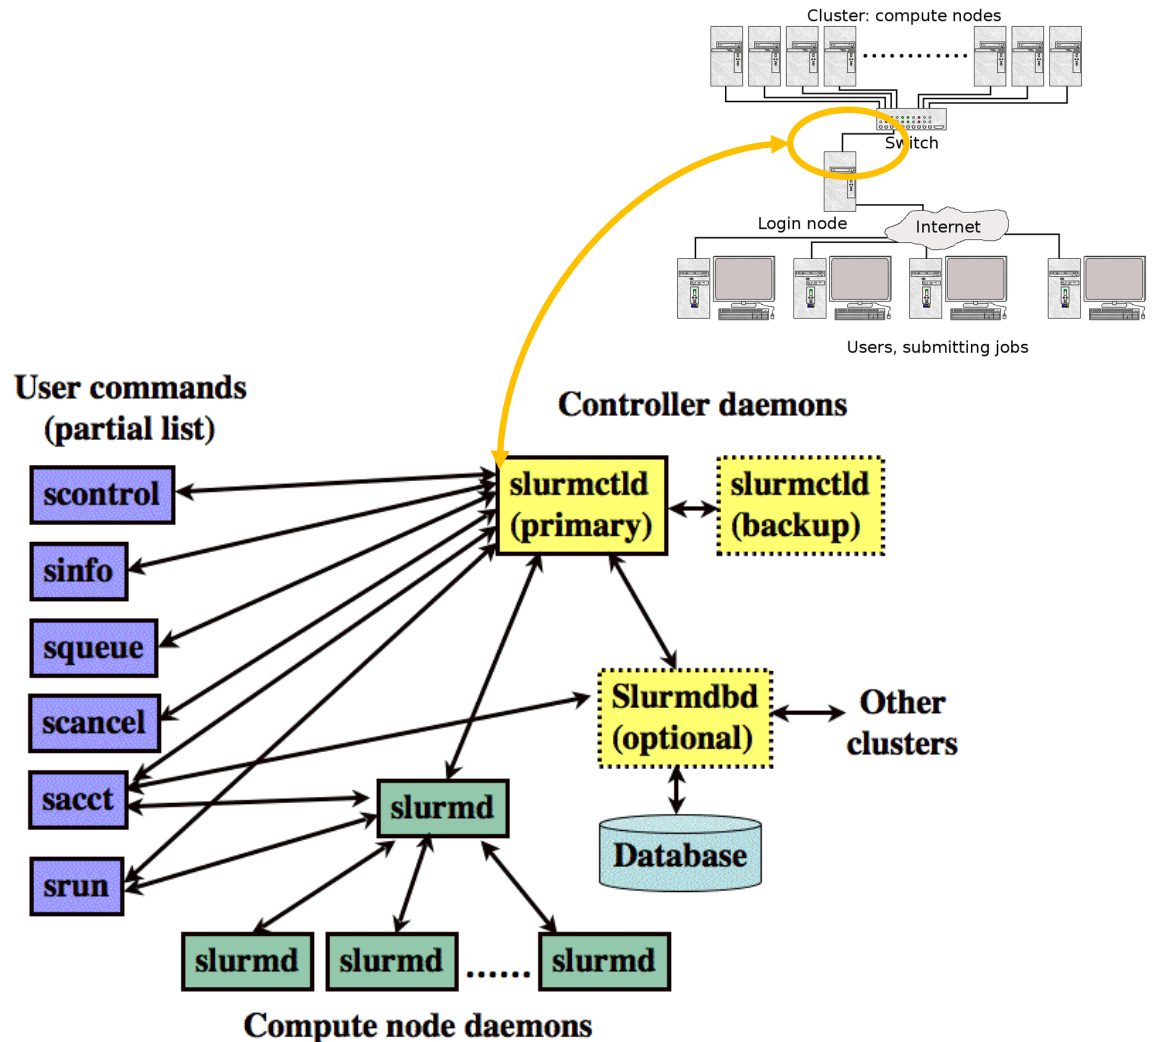 Cluster: compute nodes
Switch
Login node
Internet
Users, submitting jobs
User commands
(partial list)
Controller daemons
scontrol
sinfo
squeue
scancel
sacct
srun
slurmctld
(primary)
slurmctld
(backup)
Slurmdbd
(optional)
Other
clusters
Database
slurmd
slurmd
slurmd
......
slurmd
Compute node daemons